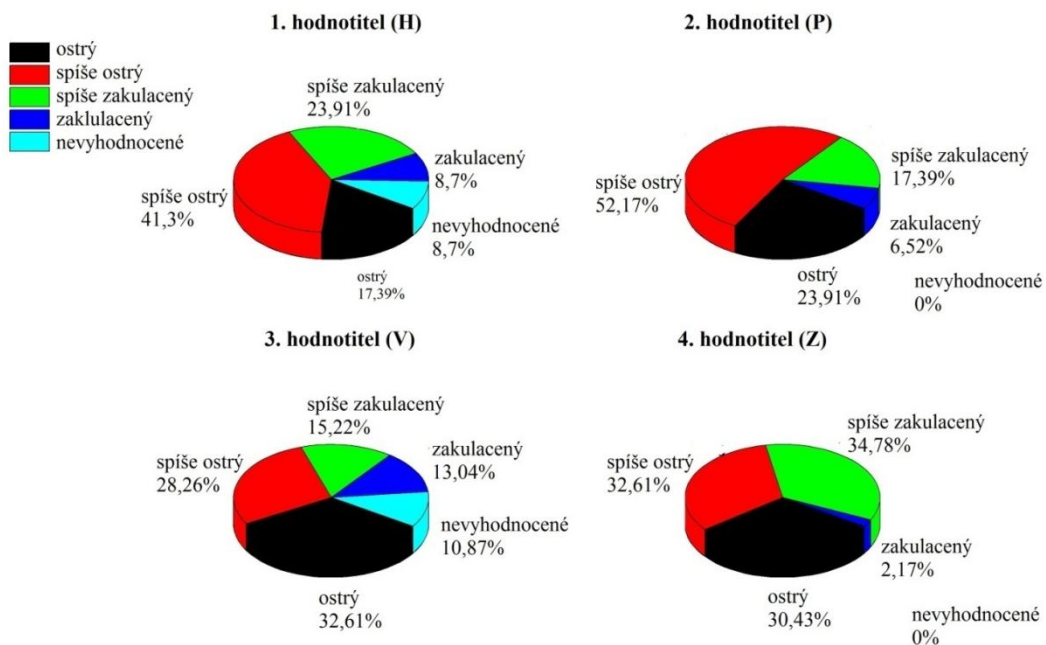 1. hodnotitel (H)
ostrý
spíše ostrý
spíše zakulacený
zaklulacený
nevyhodnocené
spíše zakulacený
23,91%
zakulacený
8,7%
nevyhodnocené
8,7%
ostrý
17,39%
spíše ostrý
41,3%
2. hodnotitel (P)
spíše ostrý
52,17%
spíše zakulacený
17,39%
zakulacený
6,52%
nevyhodnocené
0%
ostrý
23,91%
3. hodnotitel (V)
spíše zakulacený
15,22%
spíše ostrý
28,26%
zakulacený
13,04%
nevyhodnocené
10,87%
ostrý
32,61%
4. hodnotitel (Z)
spíše zakulacený
34,78%
spíše ostrý
32,61%
zakulacený
2,17%
ostrý
30,43%
nevyhodnocené
0%